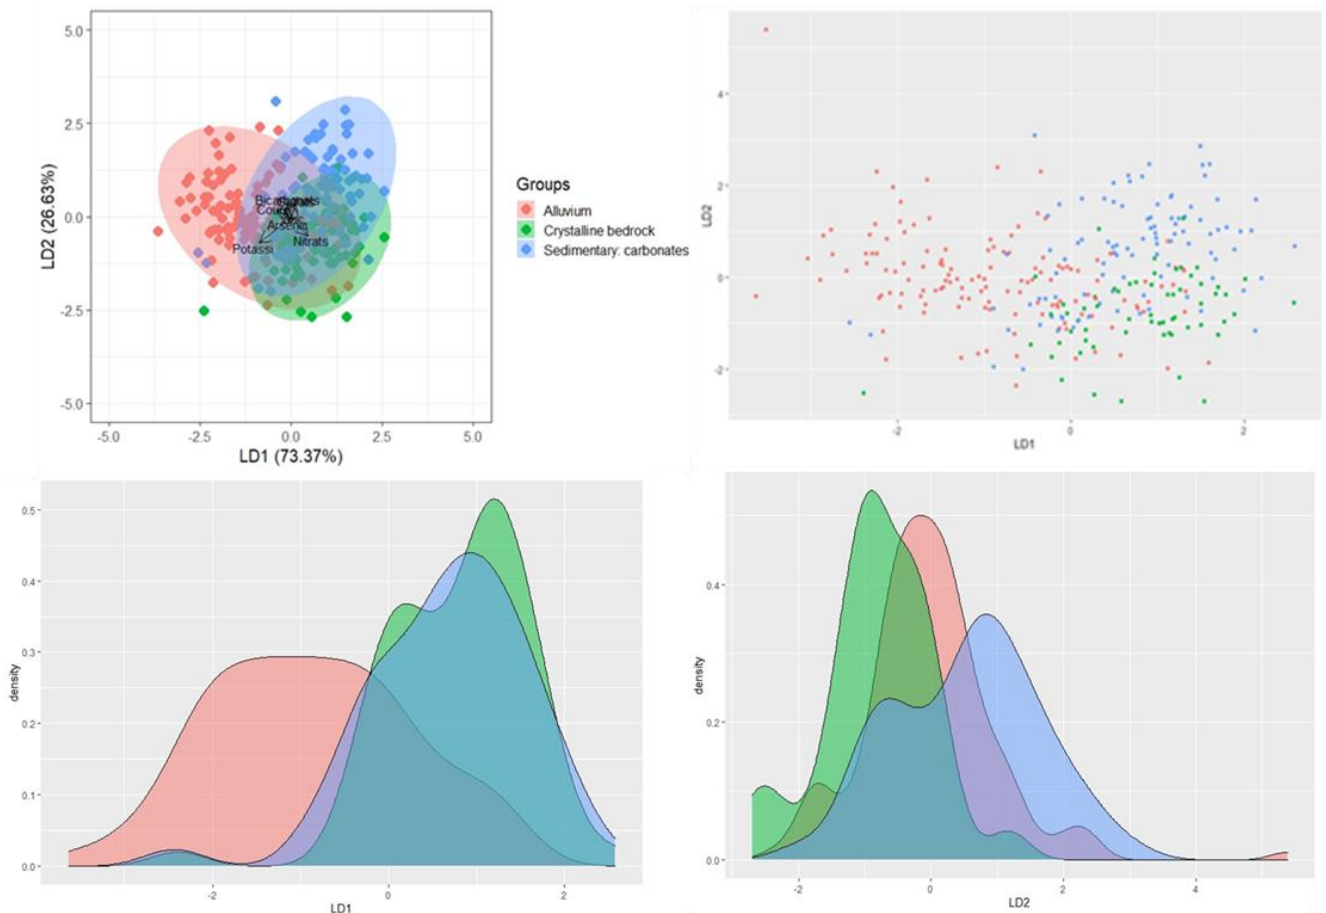 5.0
2.5
0.0
-2.5
-5.0
LD2 (26.63%)
-5.0 -2.5 0.0 2.5 5.0
LD1 (73.37%)
Arsenic
Nitrats
Potassi
Groups
Alluvium
Crystalline bedrock
Sedimentary: carbonates
4
2
0
-2
LD2
-2 0 2
LD1
0.5
0.4
0.3
0.2
0.1
0.0
density
-2 0 2
LD1
0.4
0.2
0.0
density
-2 0 2 4
LD2